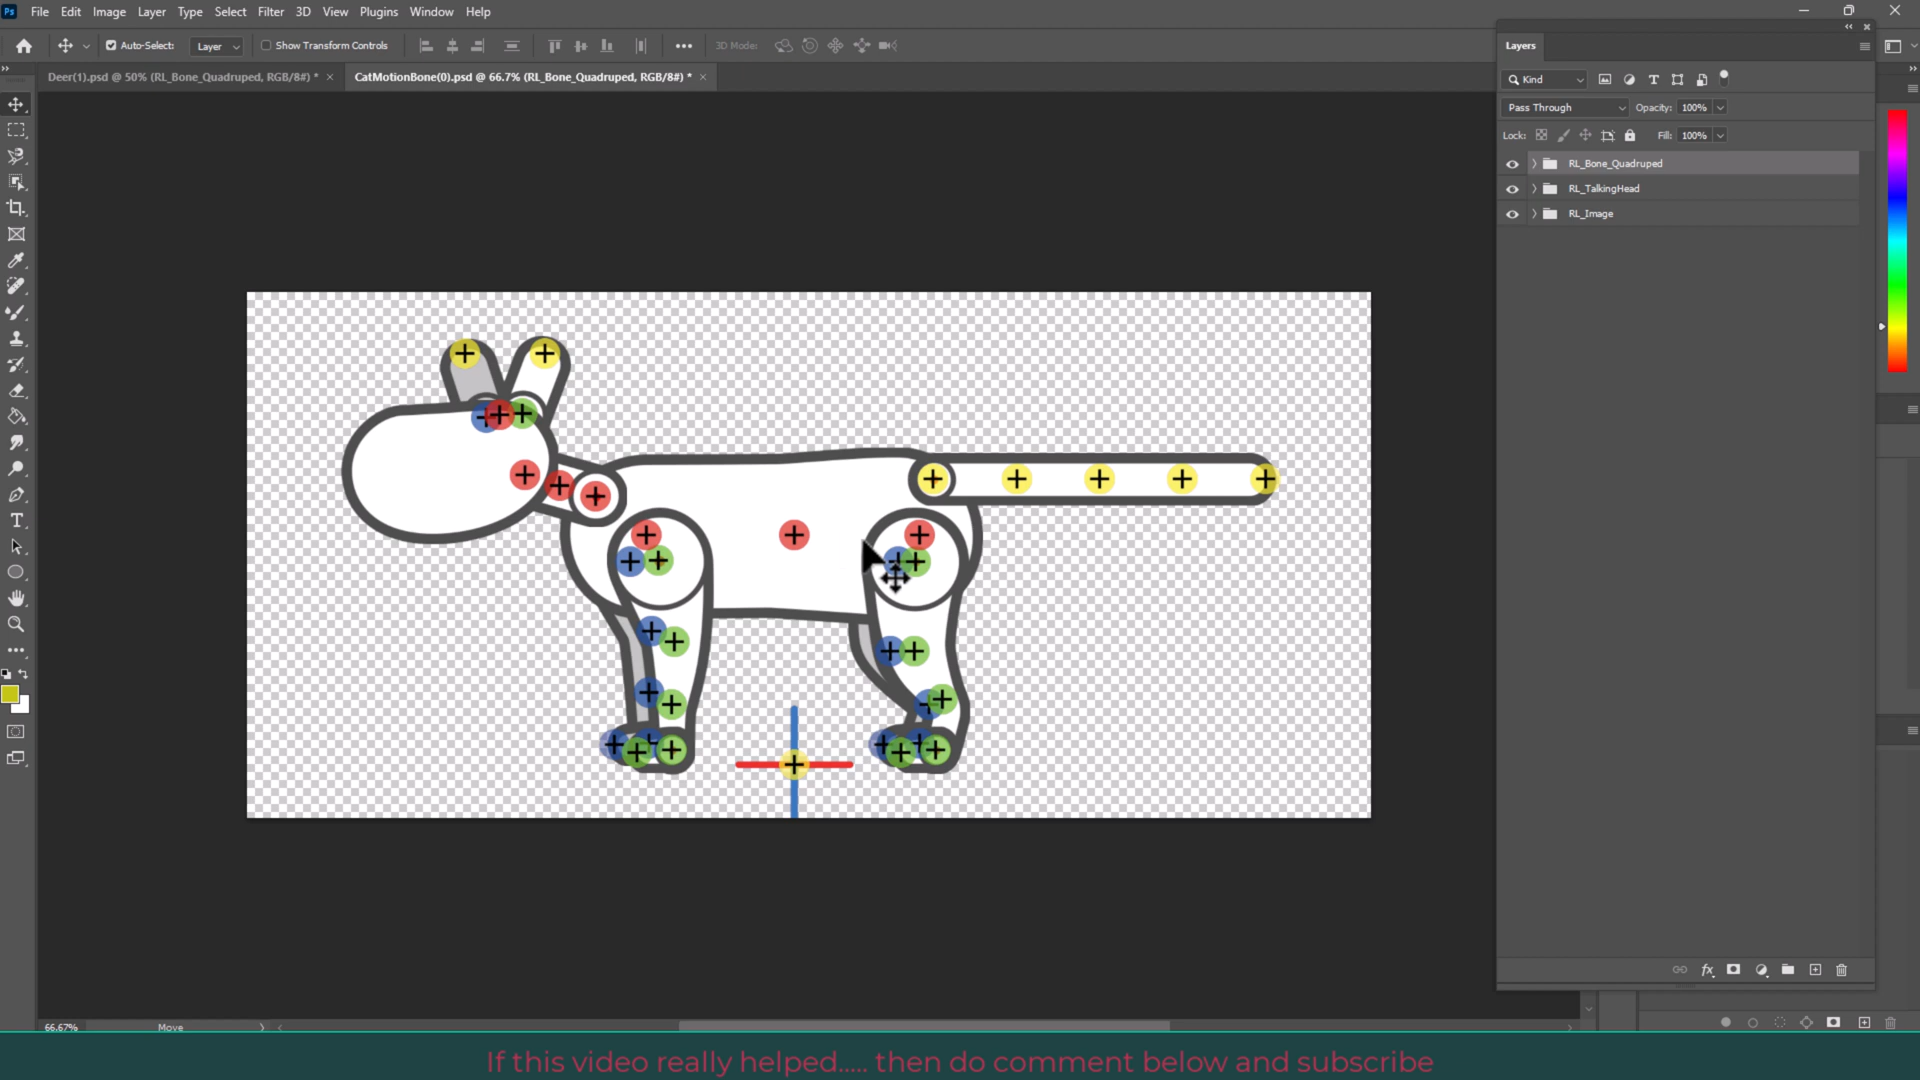 Ps File Edit Image Layer Type Select Filter 3D View Plugins Window Help
Auto-Select: Layer Show Transform Controls 3D Mode:
Deer(1).psd @ 50% (RL_Bone_Quadruped, RGB/8#) * CatMotionBone(0).psd @ 66.7% (RL_Bone_Quadruped, RGB/8#) *
Layers
Kind
Pass Through Opacity: 100%
Lock: Fill: 100%
RL_Bone_Quadruped
RL_TalkingHead
RL_Image
fx
66.67% Move
If this video really helped..... then do comment below and subscribe